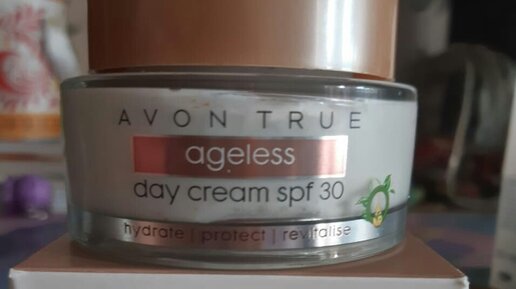 AVON TRUE
ageless
day cream spf 30
hydrate | protect | revitalise